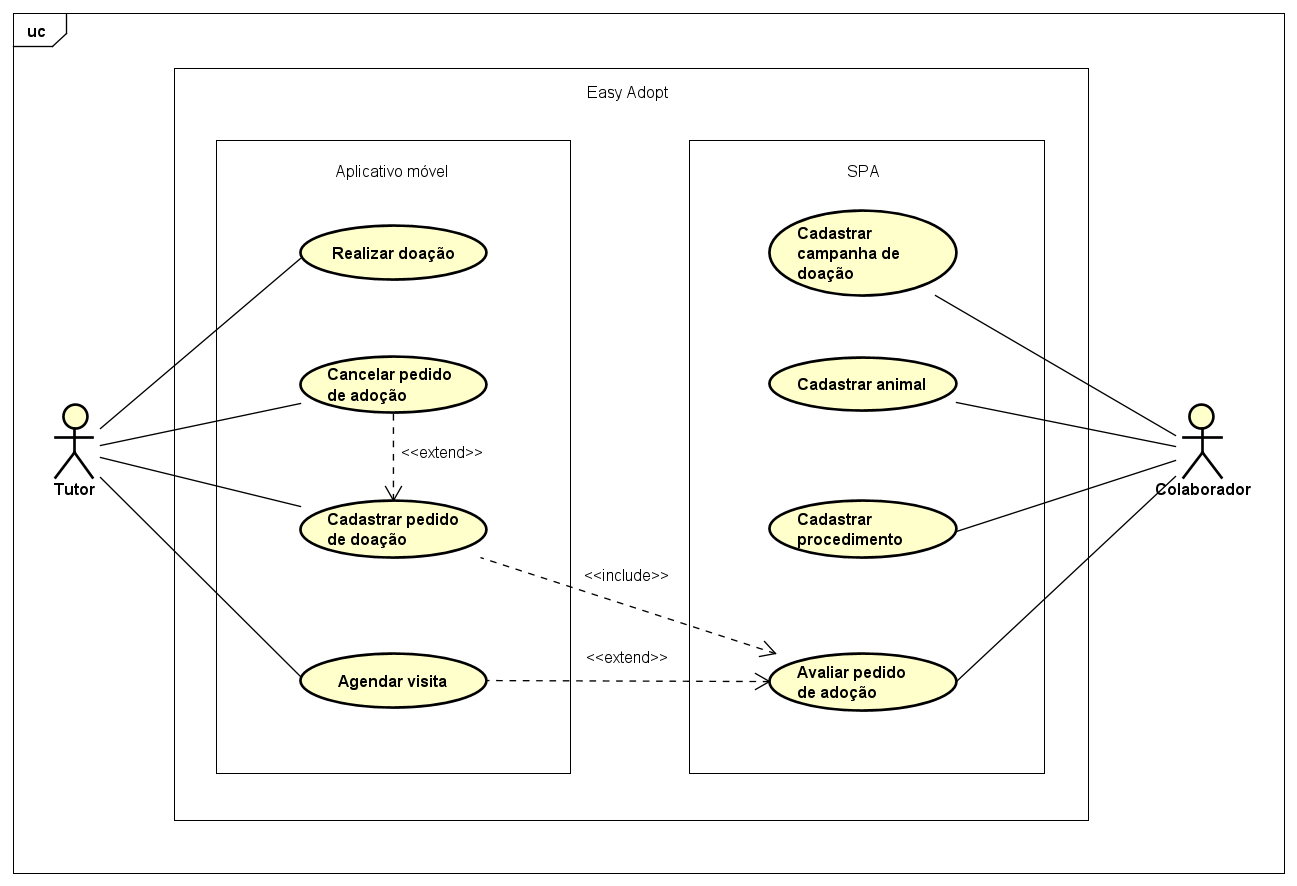 uc
Easy Adopt
Aplicativo móvel
Realizar doação
Cancelar pedido
de adoção
<<extend>>
Cadastrar pedido
de doação
<<include>>
<<extend>>
Agendar visita
Tutor
SPA
Cadastrar
campanha de
doação
Cadastrar animal
Cadastrar
procedimento
Avaliar pedido
de adoção
Colaborador